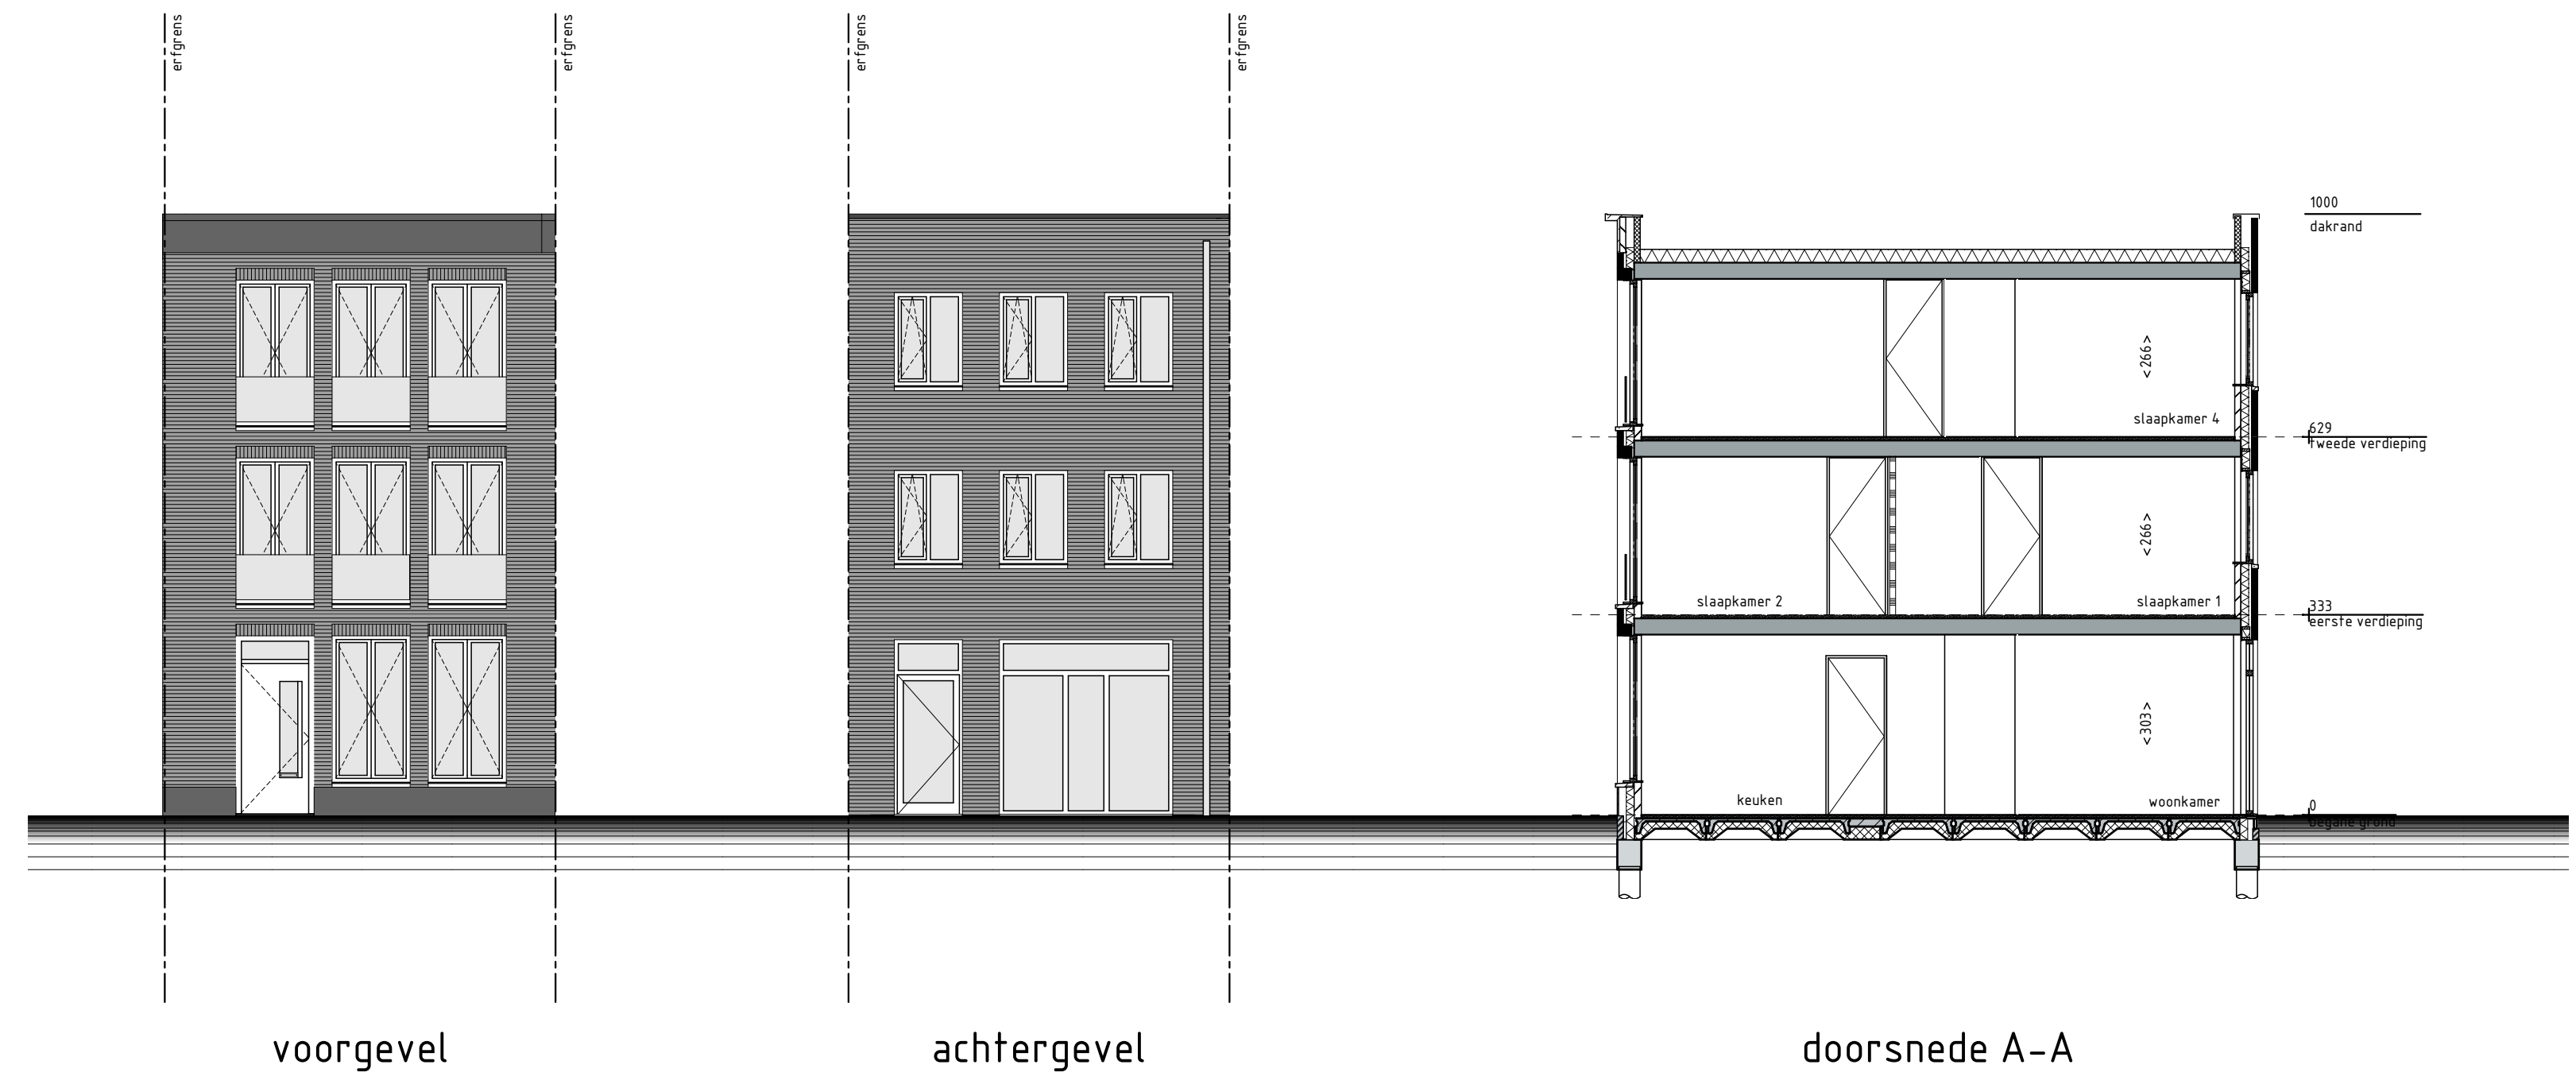 erfgrens
erfgrens
erfgrens
erfgrens
1000
dakrand
<266>
slaapkamer 4
629
tweede verdieping
<266>
slaapkamer 2
slaapkamer 1
333
eerste verdieping
<303>
keuken
woonkamer
0
begane grond
voorgevel
achtergevel
doorsnede A-A